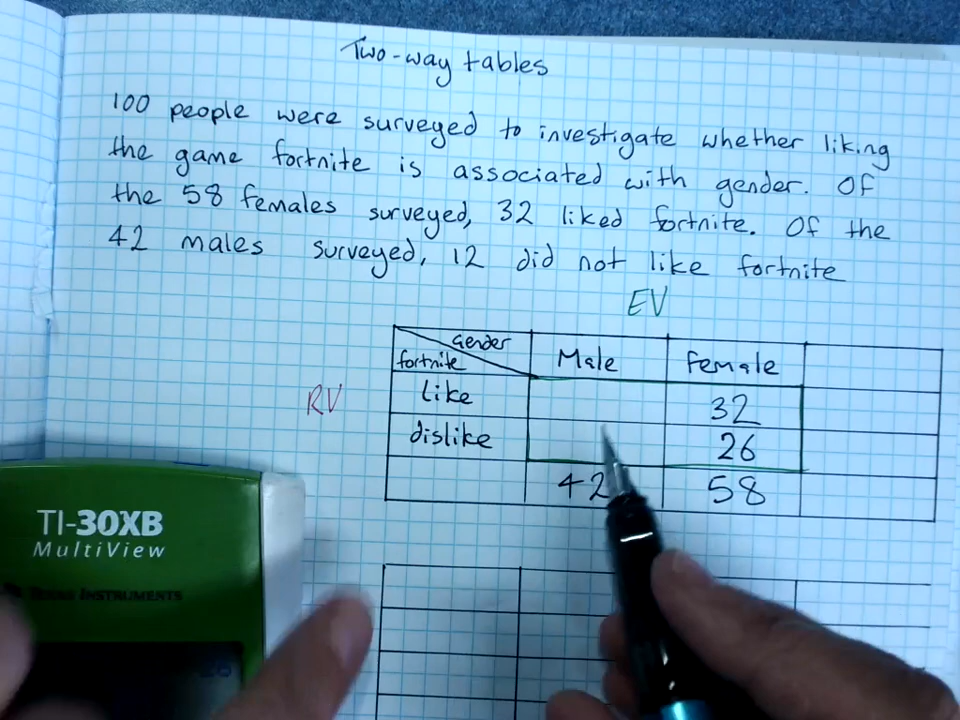 Two-way tables
100 people were surveyed to investigate whether liking
the game fortnite is associated with gender. Of
the 58 females surveyed, 32 liked fortnite. Of the
42 males surveyed, 12 did not like fortnite
EV
gender
fortnite
Male
Female
RV
like
32
dislike
26
42
58
TI-30XB
MultiView
TEXAS INSTRUMENTS